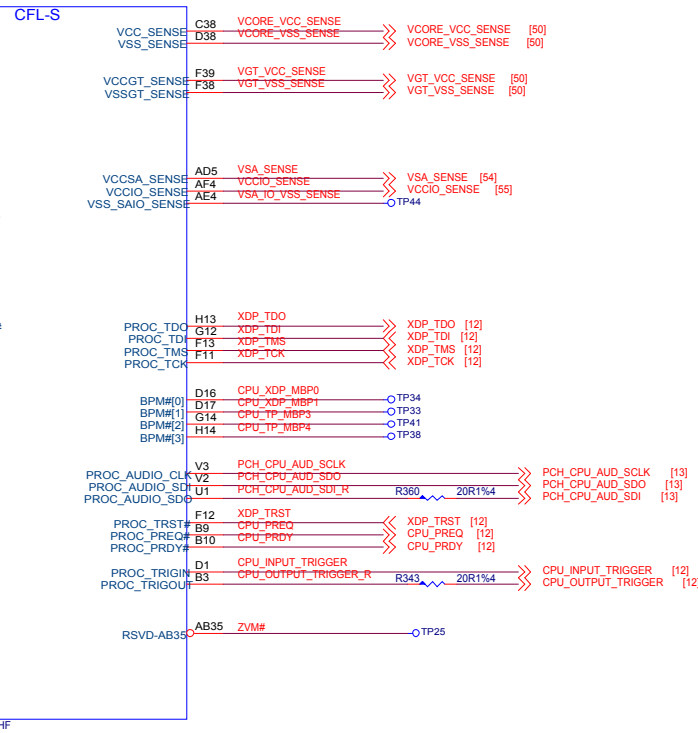 CFL-S
VCC_SENSE C38 VCORE_VCC_SENSE VCORE_VCC_SENSE [50]
VSS_SENSE D38 VCORE_VSS_SENSE VCORE_VSS_SENSE [50]
VCCGT_SENSE F39 VGT_VCC_SENSE VGT_VCC_SENSE [50]
VSSGT_SENSE F38 VGT_VSS_SENSE VGT_VSS_SENSE [50]
VCCSA_SENSE AD5 VSA_SENSE VSA_SENSE [54]
VCCIO_SENSE AF4 VCCIO_SENSE VCCIO_SENSE [55]
VSS_SAIO_SENSE AE4 VSA_IO_VSS_SENSE TP44
PROC_TDO H13 XDP_TDO XDP_TDO [12]
PROC_TDI G12 XDP_TDI XDP_TDI [12]
PROC_TMS F13 XDP_TMS XDP_TMS [12]
PROC_TCK F11 XDP_TCK XDP_TCK [12]
BPM#[0] D16 CPU_XDP_MBP0 TP34
BPM#[1] D17 CPU_XDP_MBP1 TP33
BPM#[2] G14 CPU_TP_MBP3 TP41
BPM#[3] H14 CPU_TP_MBP4 TP38
PROC_AUDIO_CLK V3 PCH_CPU_AUD_SCLK PCH_CPU_AUD_SCLK [13]
PROC_AUDIO_SDI V2 PCH_CPU_AUD_SDO PCH_CPU_AUD_SDO [13]
PROC_AUDIO_SDO U1 PCH_CPU_AUD_SDI_R R360 20R1%4 PCH_CPU_AUD_SDI [13]
PROC_TRST# F12 XDP_TRST XDP_TRST [12]
PROC_PREQ# B9 CPU_PREQ CPU_PREQ [12]
PROC_PRDY# B10 CPU_PRDY CPU_PRDY [12]
PROC_TRIGIN D1 CPU_INPUT_TRIGGER CPU_INPUT_TRIGGER [12]
PROC_TRIGOUT B3 CPU_OUTPUT_TRIGGER_R R343 20R1%4 CPU_OUTPUT_TRIGGER [12]
RSVD-AB35 AB35 ZVM# TP25